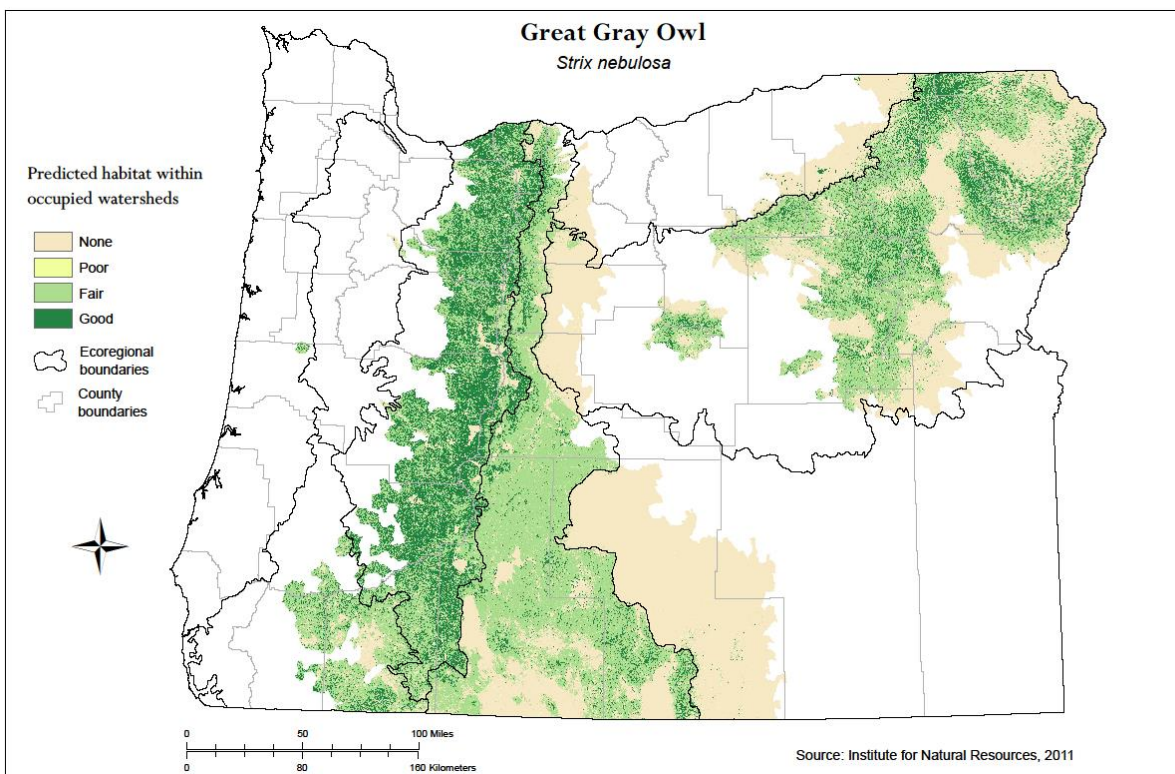 Great Gray Owl
Strix nebulosa
Predicted habitat within
occupied watersheds
None
Poor
Fair
Good
Ecoregional
boundaries
County
boundaries
0 50 100 Miles
0 80 160 Kilometers
Source: Institute for Natural Resources, 2011